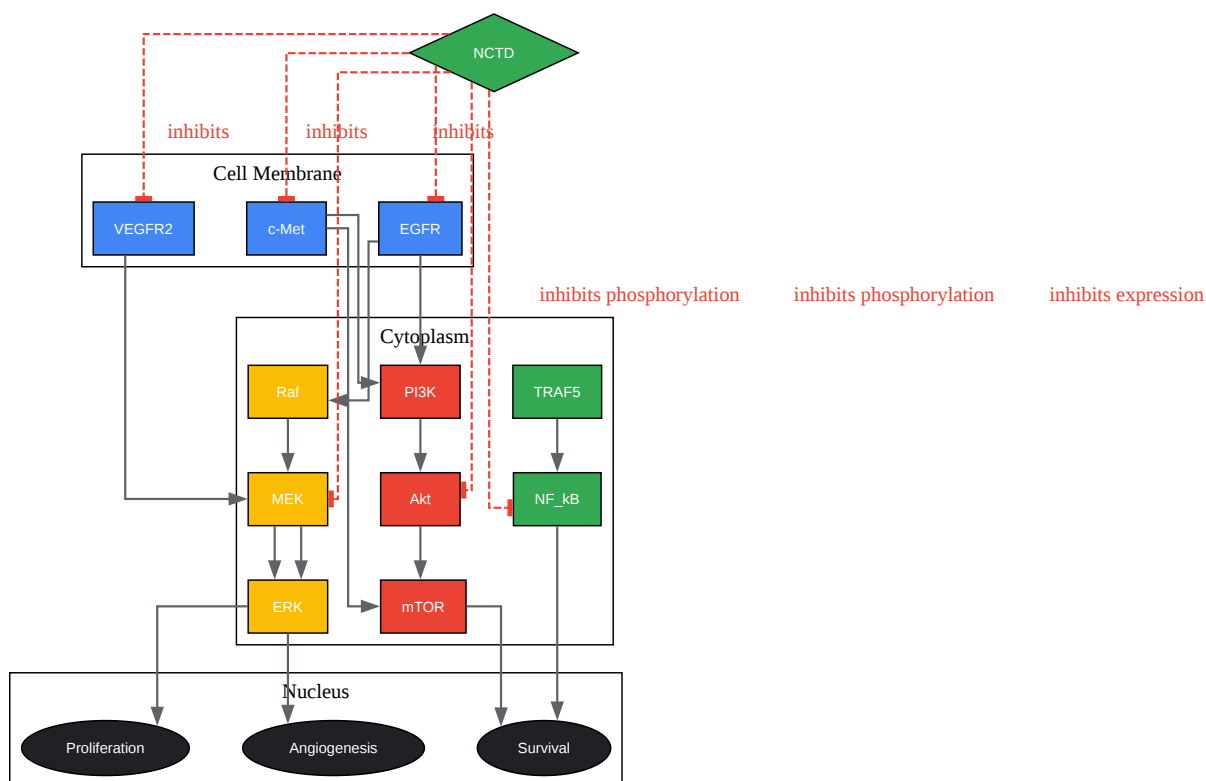 NCTD
inhibits
inhibits
inhibits
Cell Membrane
VEGFR2
c-Met
EGFR
inhibits phosphorylation
inhibits phosphorylation
inhibits expression
Cytoplasm
Raf
PI3K
TRAF5
MEK
Akt
NF_kB
ERK
mTOR
Nucleus
Proliferation
Angiogenesis
Survival